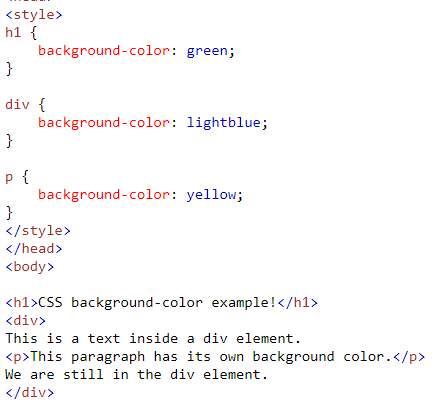 <style>
h1 {
    background-color: green;
}

div {
    background-color: lightblue;
}

p {
    background-color: yellow;
}
</style>
</head>
<body>

<h1>CSS background-color example!</h1>
<div>
This is a text inside a div element.
<p>This paragraph has its own background color.</p>
We are still in the div element.
</div>